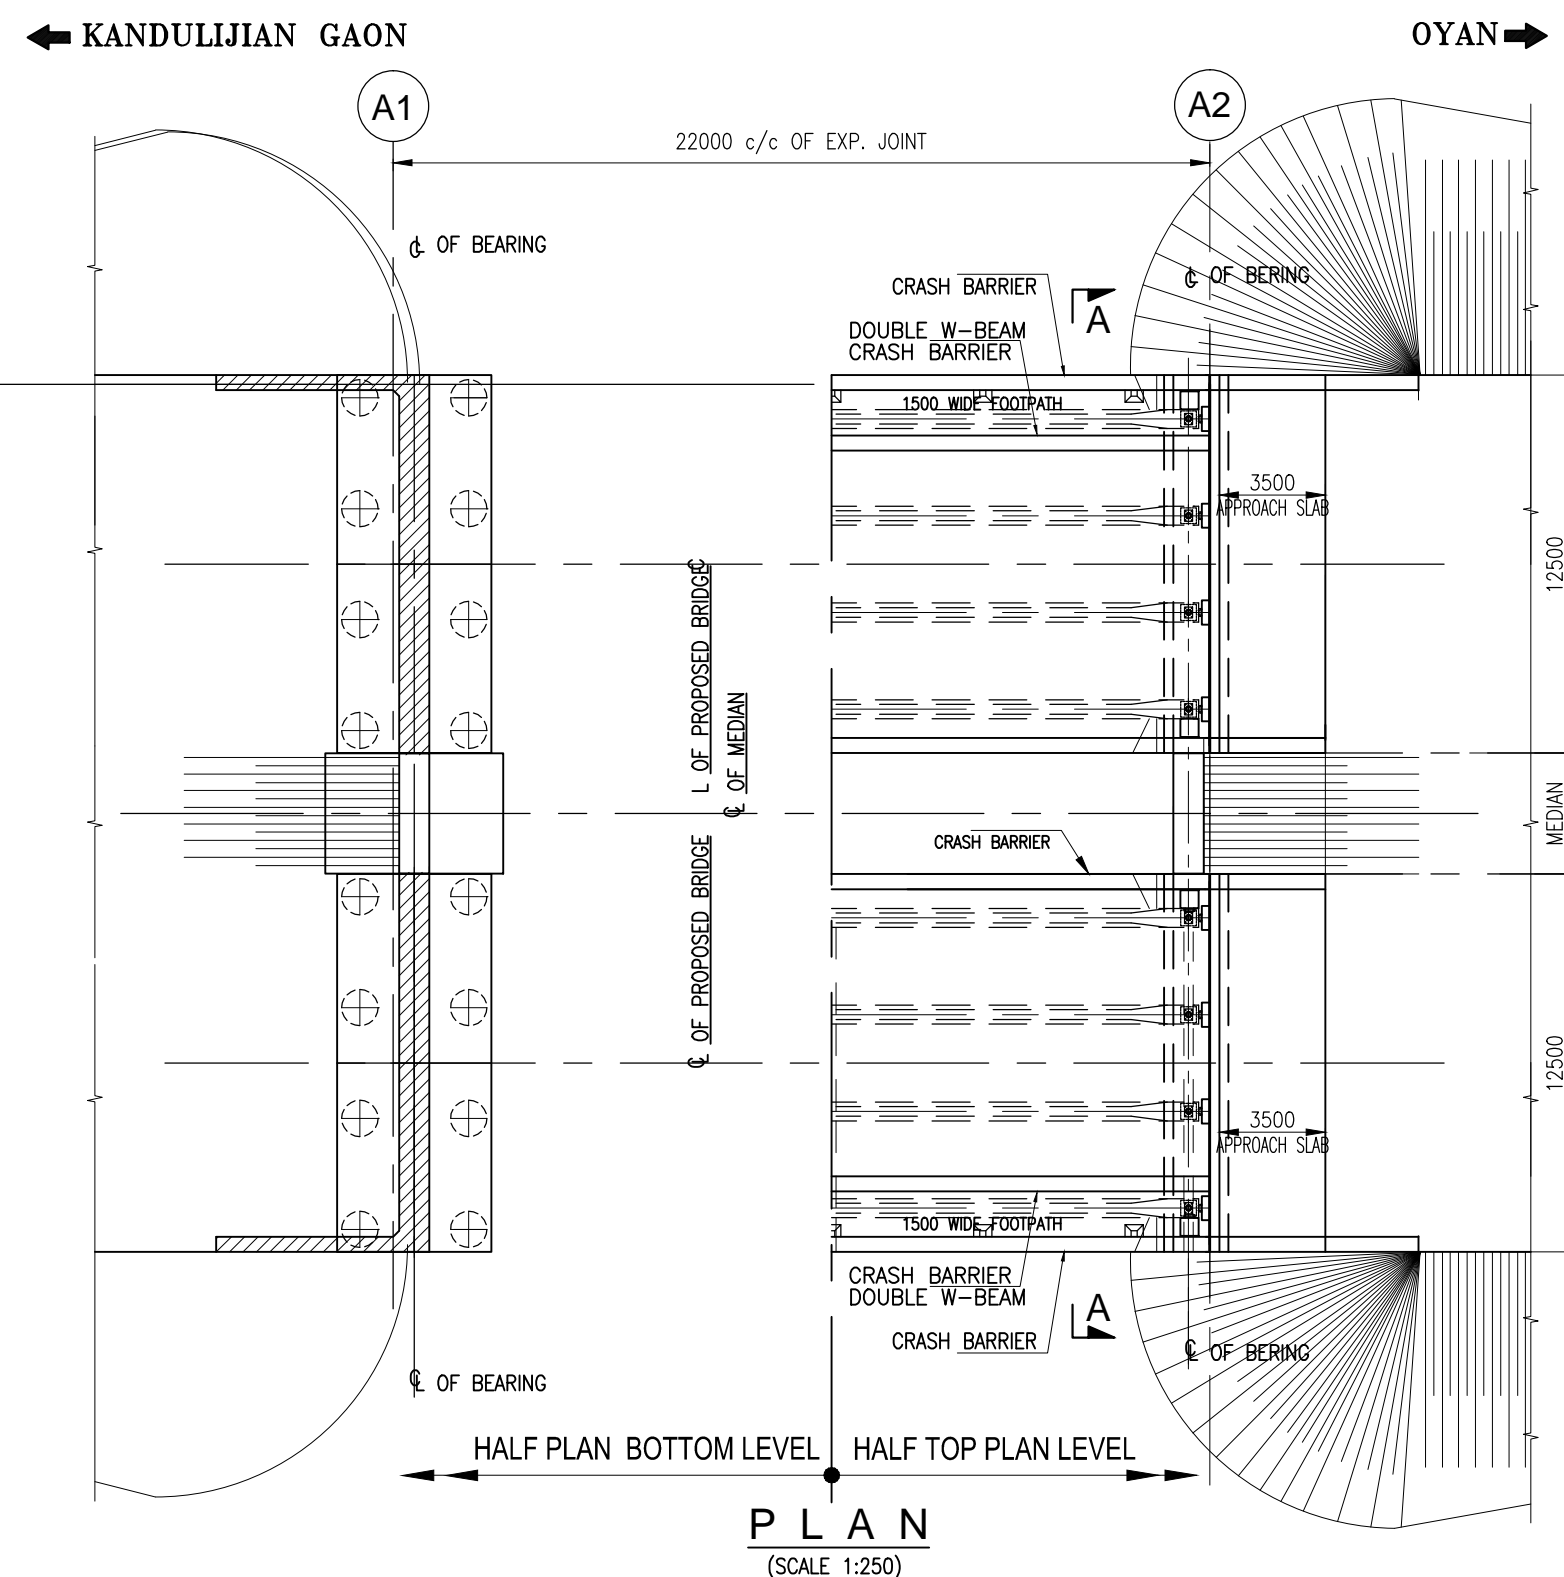 KANDULIJIAN GAON
OYAN
A1
A2
22000 c/c OF EXP. JOINT
℄ OF BEARING
℄ OF BERING
CRASH BARRIER
A
DOUBLE W-BEAM
CRASH BARRIER
1500 WIDE FOOTPATH
3500
APPROACH SLAB
12500
C
L OF PROPOSED BRIDGE
℄ OF MEDIAN
MEDIAN
CRASH BARRIER
℄ OF PROPOSED BRIDGE
12500
3500
APPROACH SLAB
1500 WIDE FOOTPATH
CRASH BARRIER
DOUBLE W-BEAM
A
CRASH BARRIER
℄ OF BERING
℄ OF BEARING
HALF PLAN BOTTOM LEVEL
HALF TOP PLAN LEVEL
PLAN
(SCALE 1:250)